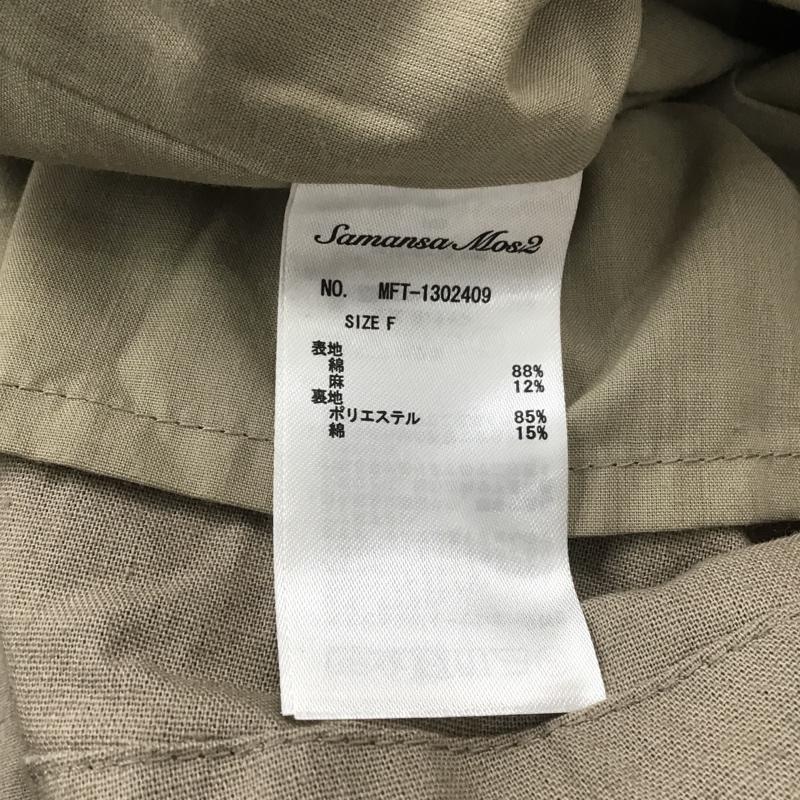 Samansa Mos2
NO. MFT-1302409
SIZE F
表地
綿 88%
麻 12%
裏地
ポリエステル 85%
綿 15%